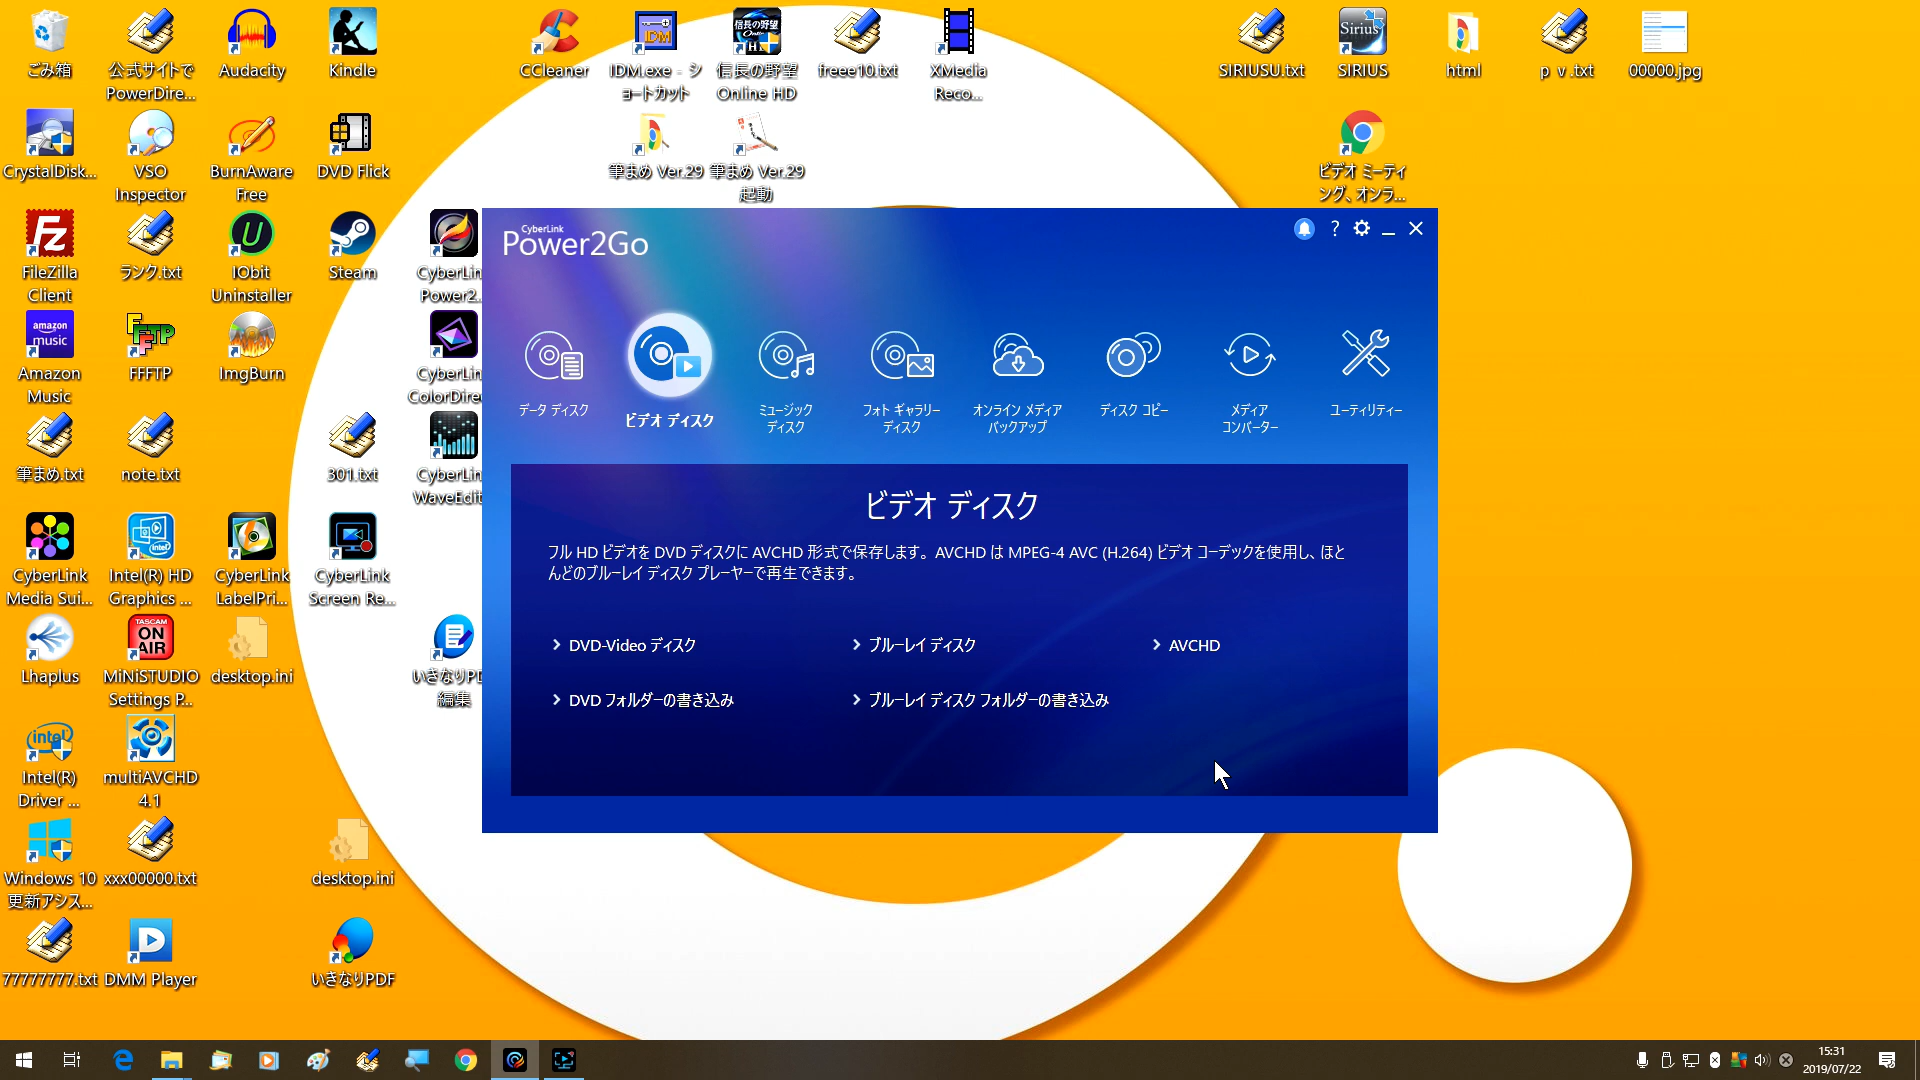 ごみ箱
公式サイトで
PowerDire...
Audacity
Kindle
CCleaner
IDM.exe - シ
ョートカット
信長の野望
Online HD
freee10.txt
XMedia
Reco...
SIRIUSU.txt
SIRIUS
html
ｐｖ.txt
00000.jpg
CrystalDisk...
VSO
Inspector
BurnAware
Free
DVD Flick
筆まめ Ver.29
筆まめ Ver.29
起動
ビデオ ミーティ
ング、オンラ...
FileZilla
Client
ランク.txt
IObit
Uninstaller
Steam
CyberLin
Power2...
Amazon
Music
FFFTP
ImgBurn
CyberLin
ColorDire
筆まめ.txt
note.txt
301.txt
CyberLin
WaveEdit
CyberLink
Media Sui...
Intel(R) HD
Graphics ...
CyberLink
LabelPri...
CyberLink
Screen Re...
Lhaplus
MiNiSTUDIO
Settings P...
desktop.ini
いきなりPD
編集
Intel(R)
Driver ...
multiAVCHD
4.1
Windows 10
更新アシス...
xxx00000.txt
desktop.ini
77777777.txt
DMM Player
いきなりPDF
CyberLink
Power2Go
データ ディスク
ビデオ ディスク
ミュージック
ディスク
フォト ギャラリー
ディスク
オンライン メディア
バックアップ
ディスク コピー
メディア
コンバーター
ユーティリティー
ビデオ ディスク
フル HD ビデオを DVD ディスクに AVCHD 形式で保存します。AVCHD は MPEG-4 AVC (H.264) ビデオ コーデックを使用し、ほと
んどのブルーレイ ディスク プレーヤーで再生できます。
DVD-Video ディスク
ブルーレイ ディスク
AVCHD
DVD フォルダーの書き込み
ブルーレイ ディスク フォルダーの書き込み
15:31
2019/07/22